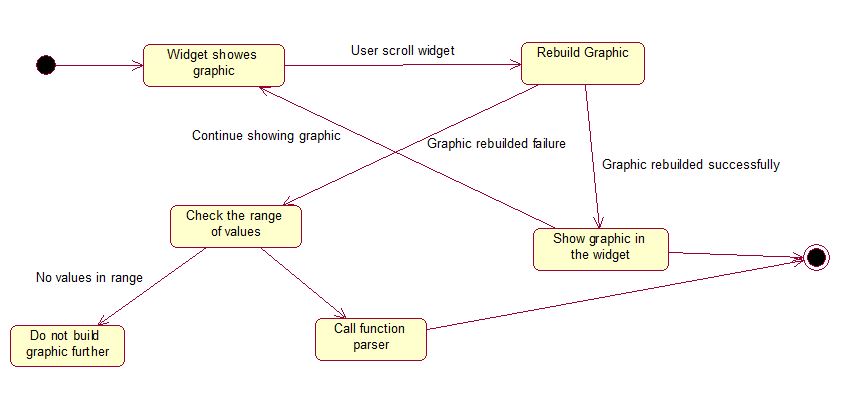 Widget showes
graphic
User scroll widget
Rebuild Graphic
Continue showing graphic
Graphic rebuilded failure
Graphic rebuilded successfully
Check the range
of values
Show graphic in
the widget
No values in range
Do not build
graphic further
Call function
parser